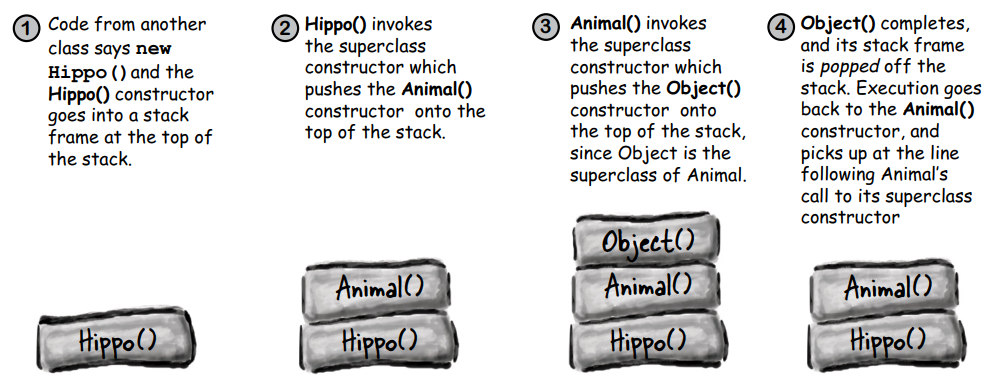 1 Code from another
class says new
Hippo() and the
Hippo() constructor
goes into a stack
frame at the top of
the stack.
2 Hippo() invokes
the superclass
constructor which
pushes the Animal()
constructor onto the
top of the stack.
3 Animal() invokes
the superclass
constructor which
pushes the Object()
constructor onto
the top of the stack,
since Object is the
superclass of Animal.
4 Object() completes,
and its stack frame
is popped off the
stack. Execution goes
back to the Animal()
constructor, and
picks up at the line
following Animal's
call to its superclass
constructor
Hippo()
Animal()
Hippo()
Object()
Animal()
Hippo()
Animal()
Hippo()